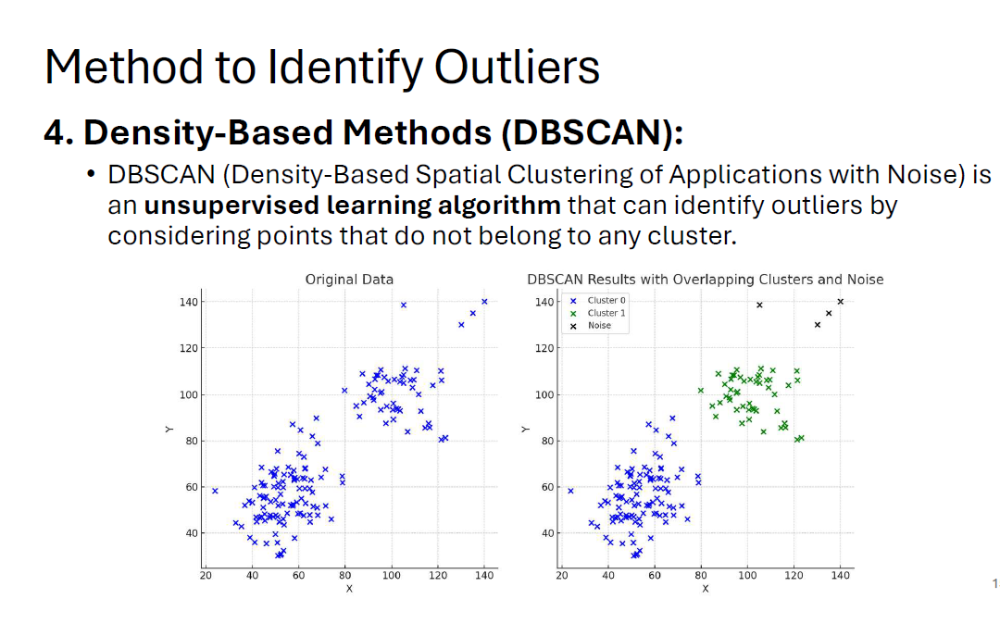 Method to Identify Outliers
4. Density-Based Methods (DBSCAN):
• DBSCAN (Density-Based Spatial Clustering of Applications with Noise) is
an unsupervised learning algorithm that can identify outliers by
considering points that do not belong to any cluster.
Original Data
140
120
100
80
60
40
Y
20 40 60 80 100 120 140
X
DBSCAN Results with Overlapping Clusters and Noise
Cluster 0
Cluster 1
Noise
140
120
100
80
60
40
Y
20 40 60 80 100 120 140
X